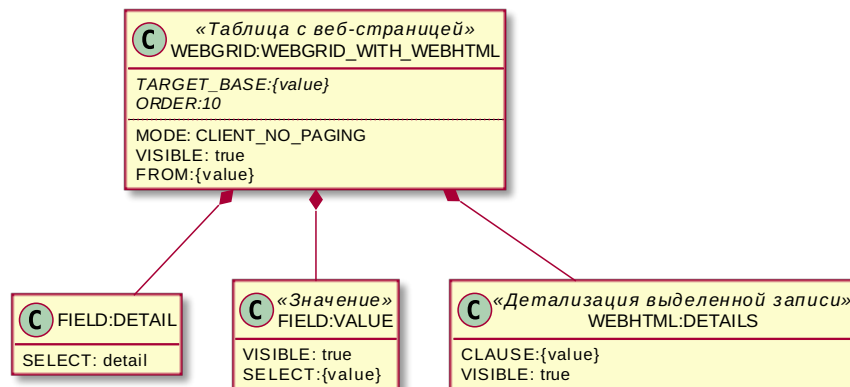 C
«Таблица с веб-страницей»
WEBGRID:WEBGRID_WITH_WEBHTML
TARGET_BASE:{value}
ORDER:10
MODE: CLIENT_NO_PAGING
VISIBLE: true
FROM:{value}
C
FIELD:DETAIL
SELECT: detail
C
«Значение»
FIELD:VALUE
VISIBLE: true
SELECT:{value}
C
«Детализация выделенной записи»
WEBHTML:DETAILS
CLAUSE:{value}
VISIBLE: true